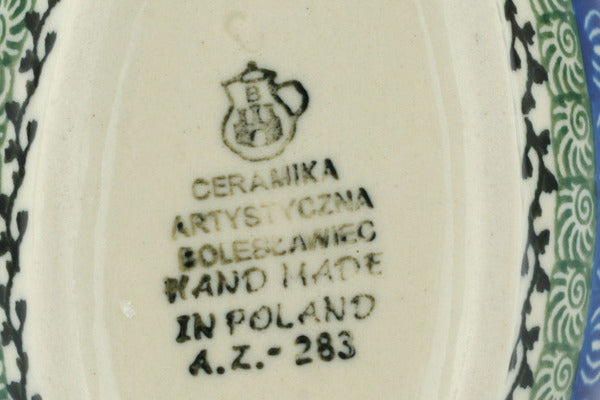 B
CERAMIKA
ARTYSTYCZNA
BOLESŁAWIEC
HAND MADE
IN POLAND
A.Z.-283